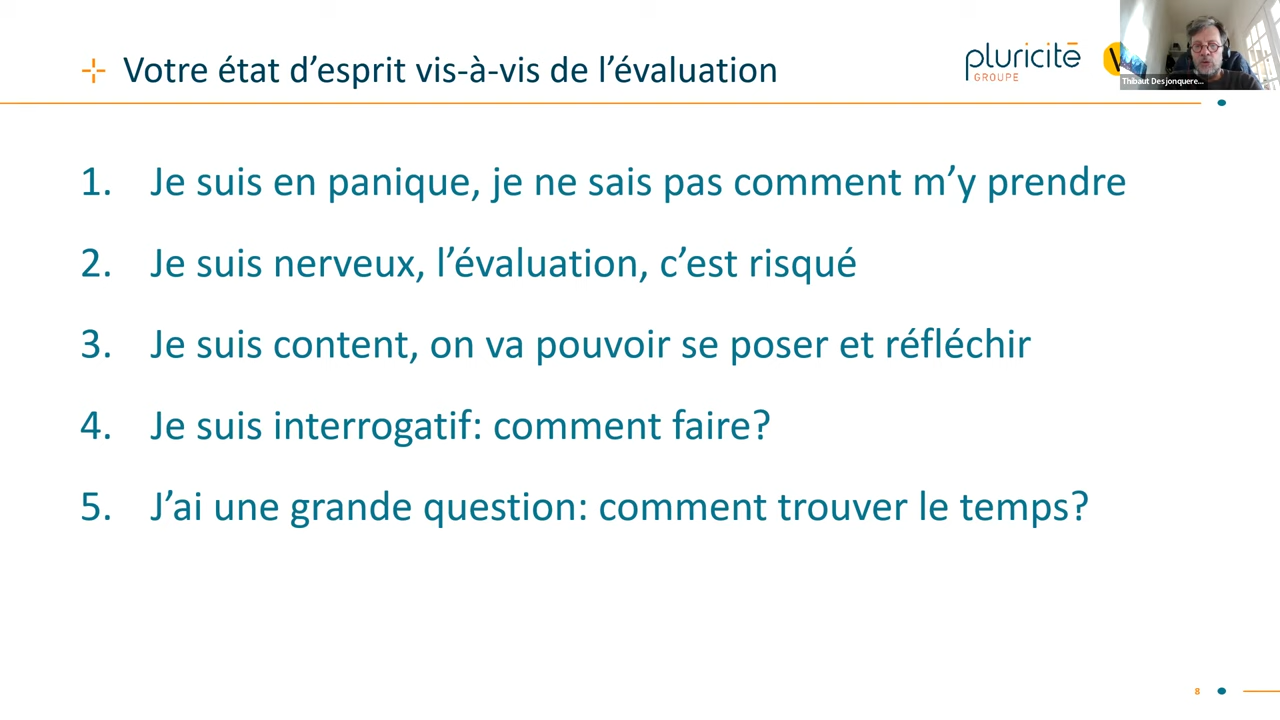 Votre état d’esprit vis-à-vis de l’évaluation
pluricité
GROUPE
Thibaut Desjonquere...
1. Je suis en panique, je ne sais pas comment m’y prendre
2. Je suis nerveux, l’évaluation, c’est risqué
3. Je suis content, on va pouvoir se poser et réfléchir
4. Je suis interrogatif: comment faire?
5. J’ai une grande question: comment trouver le temps?
8